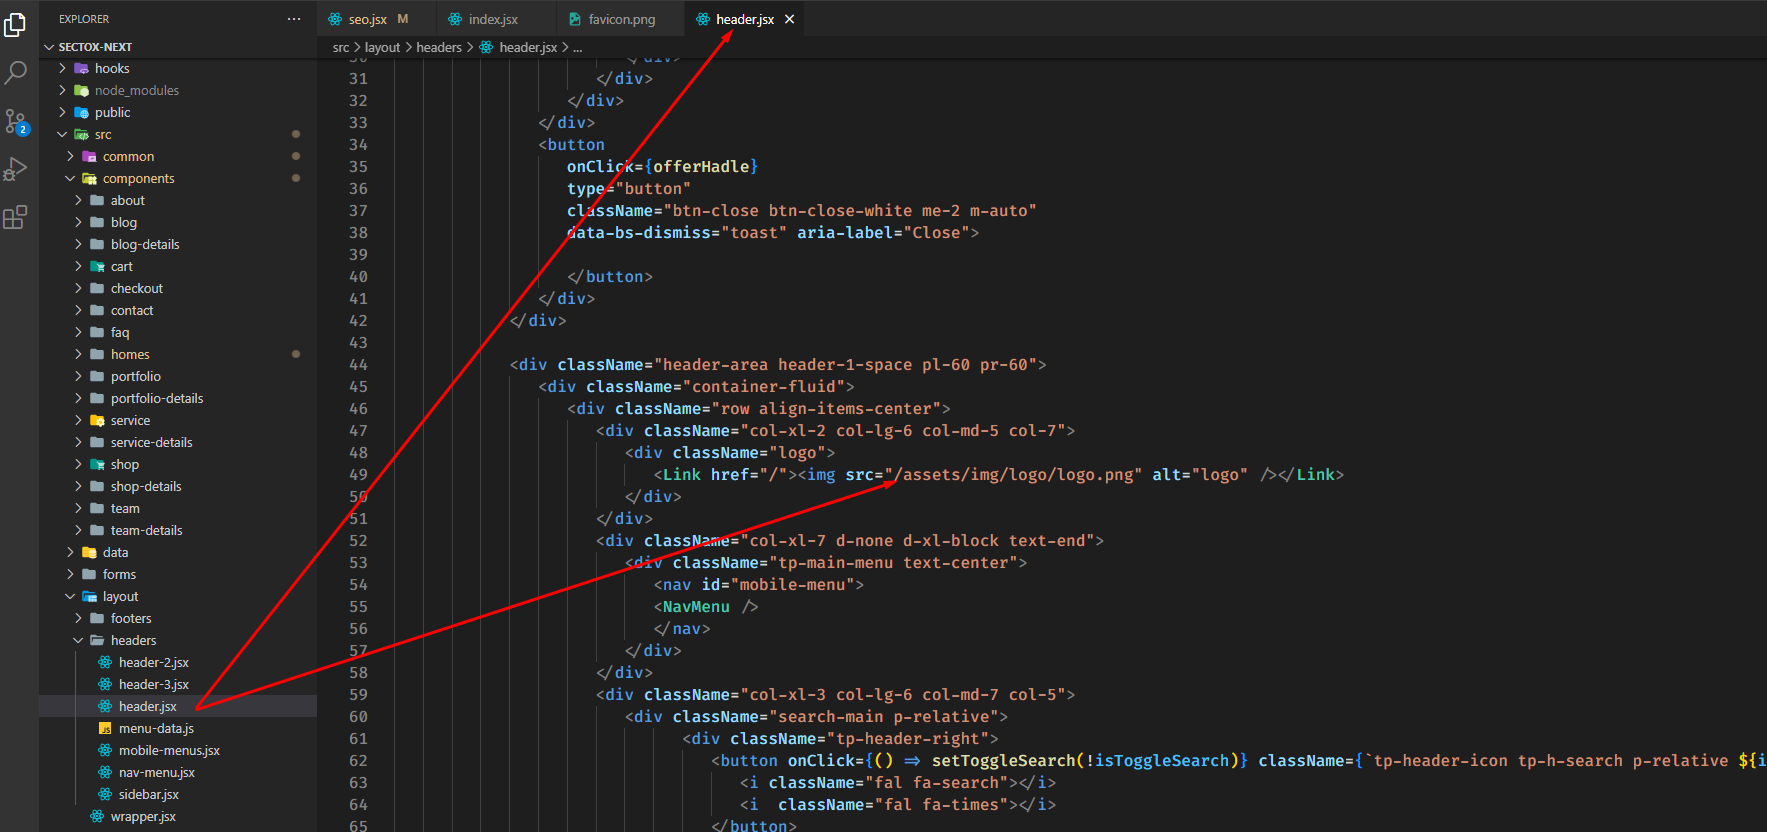 EXPLORER
SECTOX-NEXT
hooks
node_modules
public
src
common
components
about
blog
blog-details
cart
checkout
contact
faq
homes
portfolio
portfolio-details
service
service-details
shop
shop-details
team
team-details
data
forms
layout
footers
headers
header-2.jsx
header-3.jsx
header.jsx
menu-data.js
mobile-menus.jsx
nav-menu.jsx
sidebar.jsx
wrapper.jsx
2
seo.jsx M index.jsx favicon.png header.jsx
src > layout > headers > header.jsx > ...
30 </div>
31 </div>
32 </div>
33 </div>
34 <button
35 onClick={offerHadle}
36 type="button"
37 className="btn-close btn-close-white me-2 m-auto"
38 data-bs-dismiss="toast" aria-label="Close">
39
40 </button>
41 </div>
42 </div>
43
44 <div className="header-area header-1-space pl-60 pr-60">
45 <div className="container-fluid">
46 <div className="row align-items-center">
47 <div className="col-xl-2 col-lg-6 col-md-5 col-7">
48 <div className="logo">
49 <Link href="/"><img src="/assets/img/logo/logo.png" alt="logo" /></Link>
50 </div>
51 </div>
52 <div className="col-xl-7 d-none d-xl-block text-end">
53 <div className="tp-main-menu text-center">
54 <nav id="mobile-menu">
55 <NavMenu />
56 </nav>
57 </div>
58 </div>
59 <div className="col-xl-3 col-lg-6 col-md-7 col-5">
60 <div className="search-main p-relative">
61 <div className="tp-header-right">
62 <button onClick={() => setToggleSearch(!isToggleSearch)} className={`tp-header-icon tp-h-search p-relative ${i
63 <i className="fal fa-search"></i>
64 <i  className="fal fa-times"></i>
65 </button>